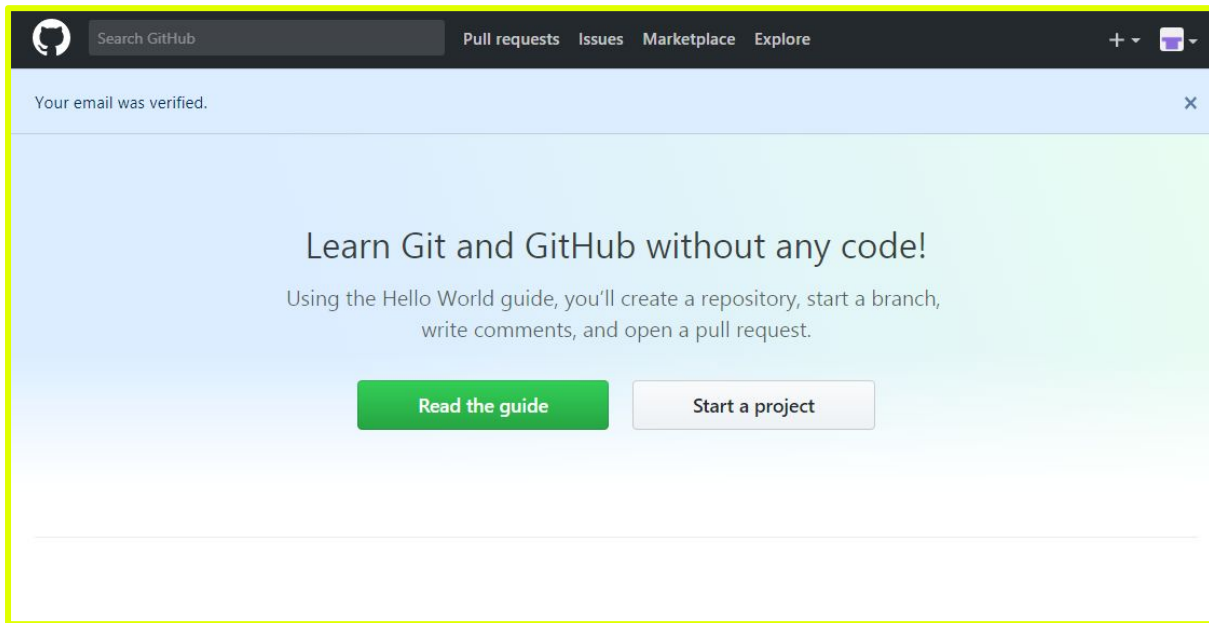 Search GitHub
Pull requests Issues Marketplace Explore
Your email was verified.
Learn Git and GitHub without any code!
Using the Hello World guide, you’ll create a repository, start a branch,
write comments, and open a pull request.
Read the guide
Start a project